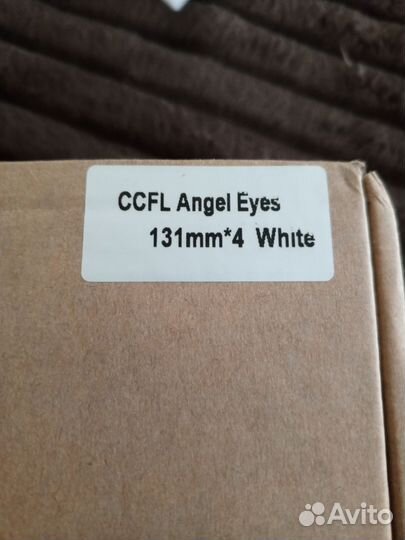 CCFL Angel Eyes
131mm*4 White
Avito